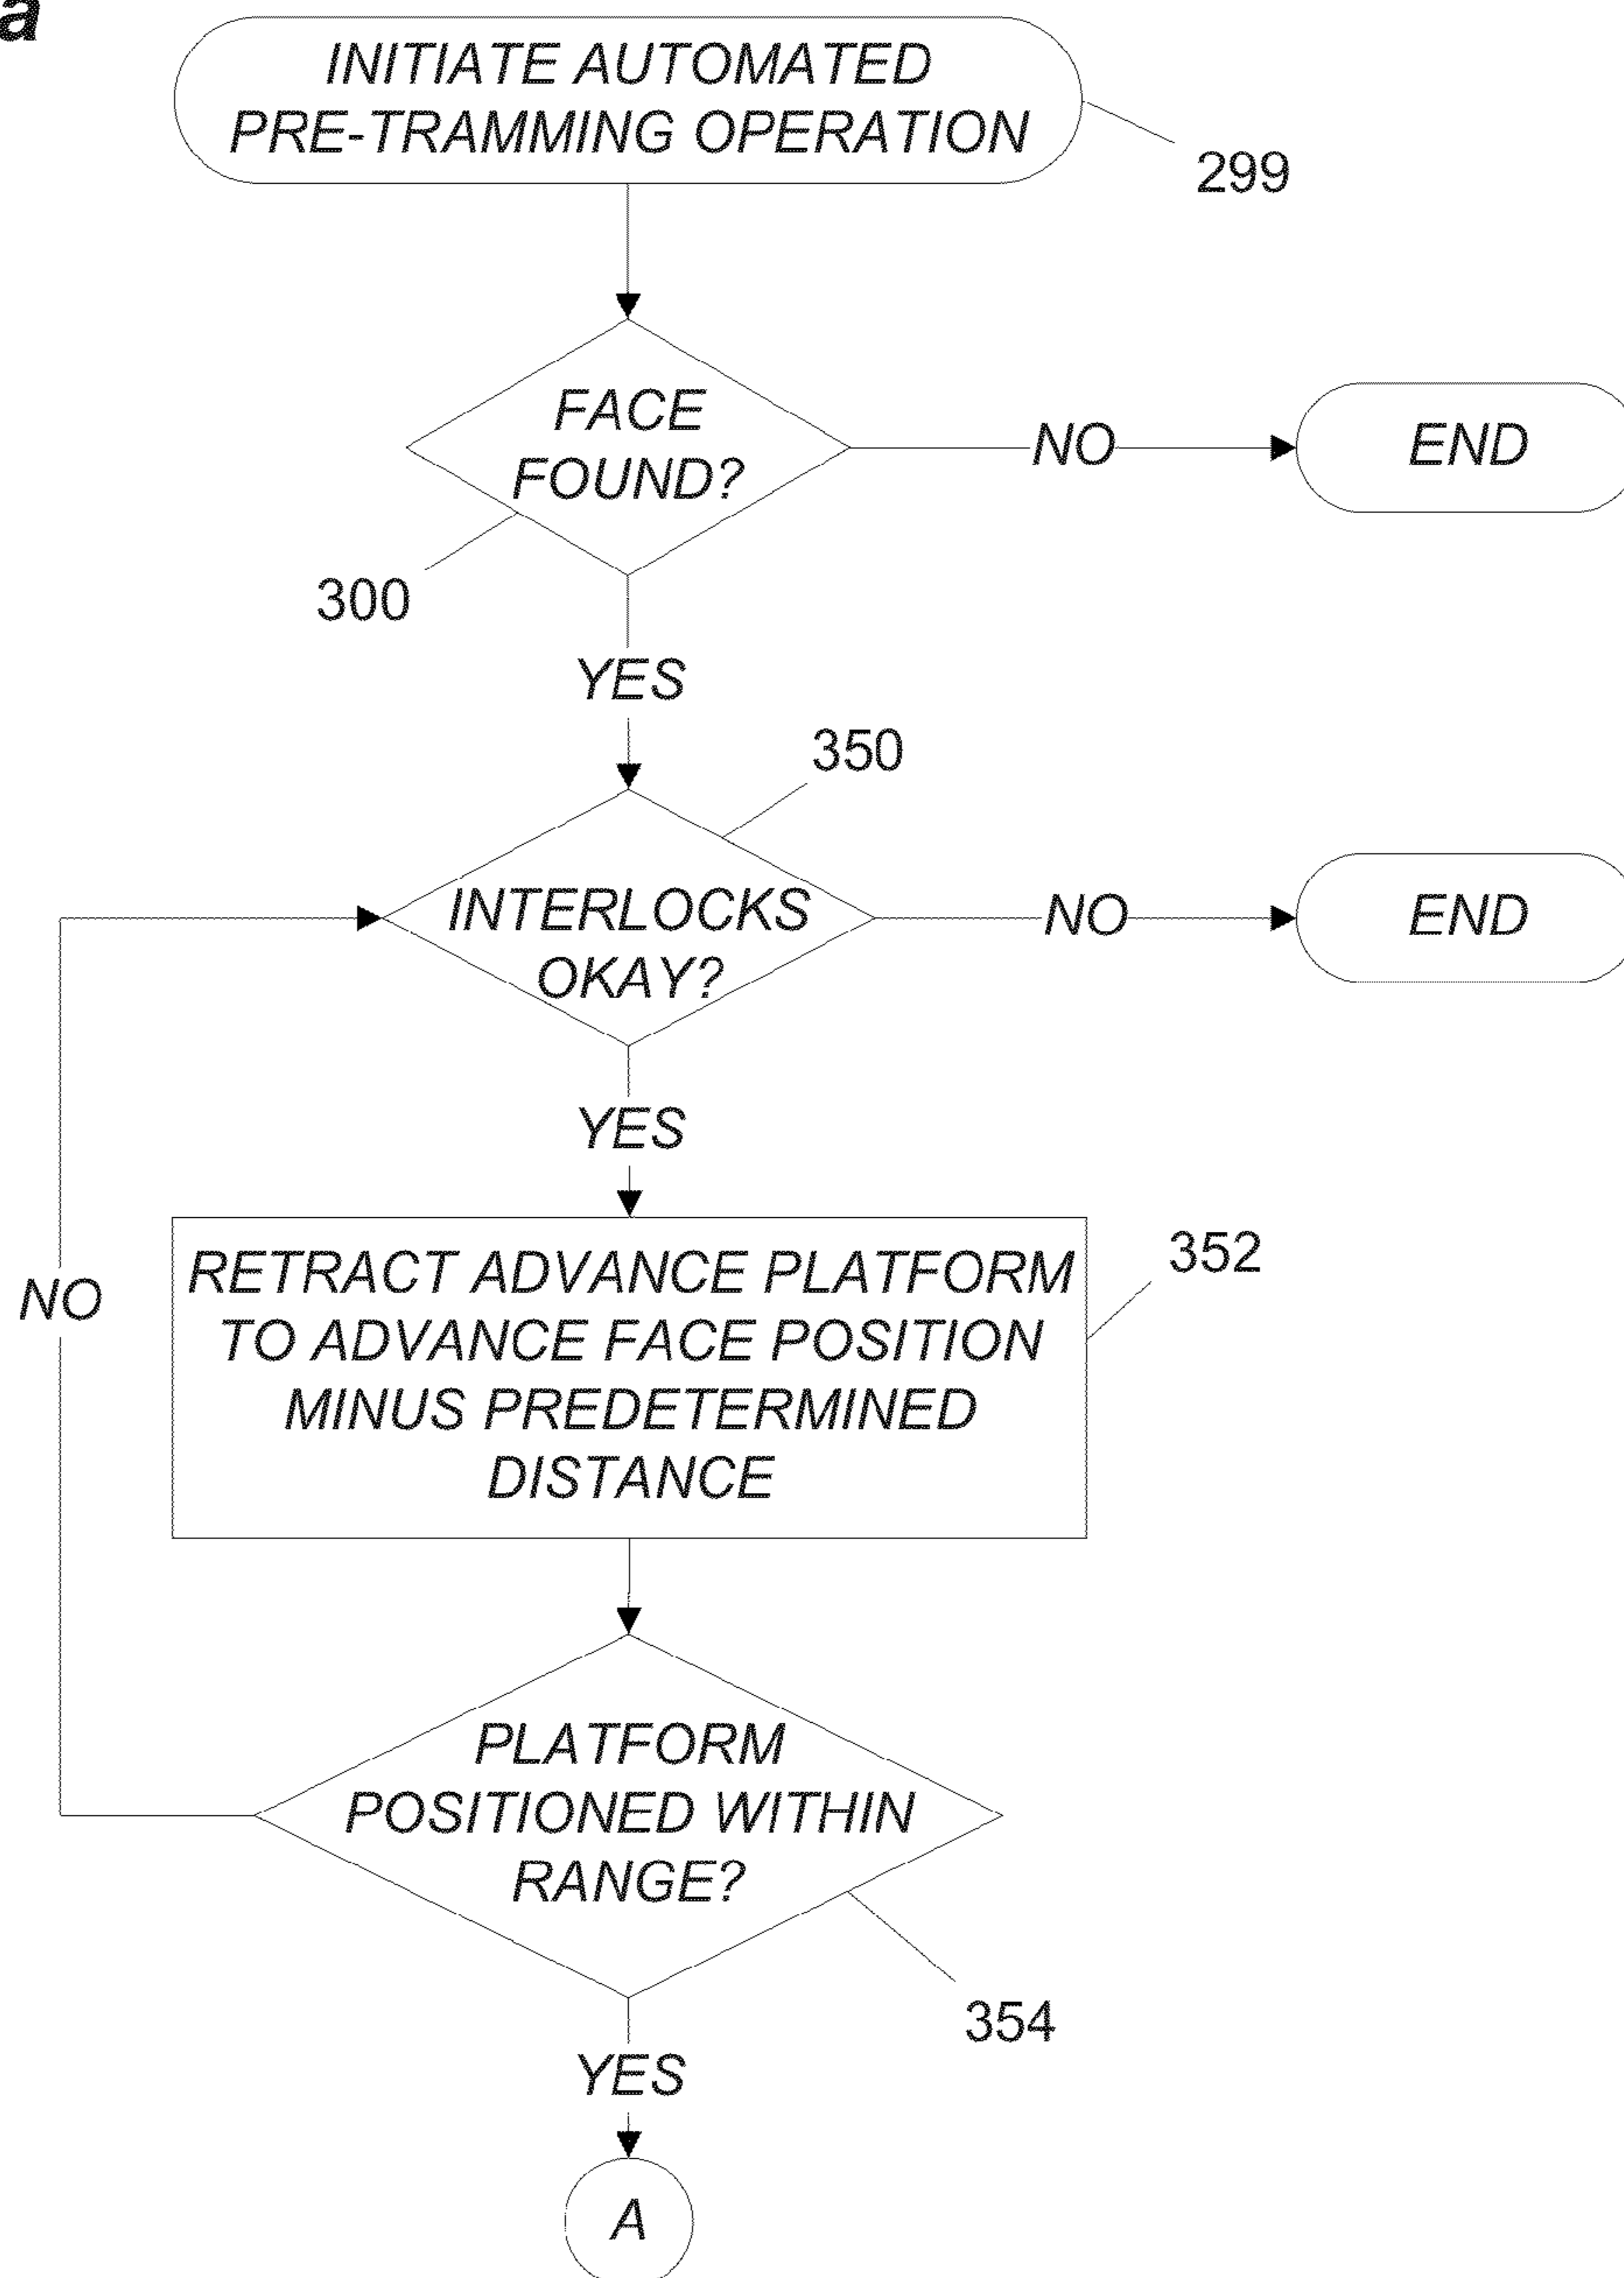 a
INITIATE AUTOMATED
PRE-TRAMMING OPERATION
299
FACE
FOUND?
NO
END
300
YES
350
INTERLOCKS
OKAY?
NO
END
YES
RETRACT ADVANCE PLATFORM
TO ADVANCE FACE POSITION
MINUS PREDETERMINED
DISTANCE
352
NO
PLATFORM
POSITIONED WITHIN
RANGE?
354
YES
A